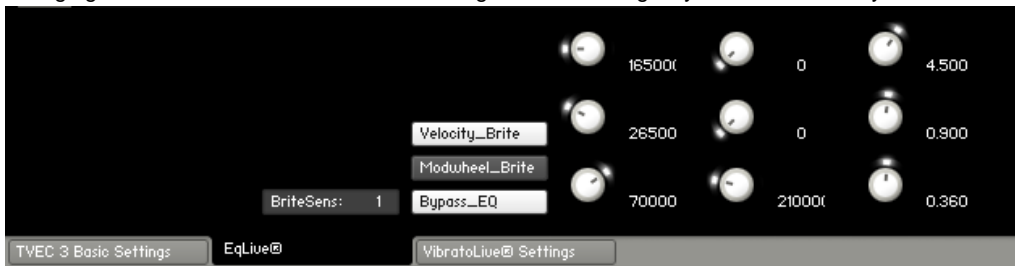 16500(
0
4.500
Velocity_Brite
26500
0
0.900
Modwheel_Brite
BriteSens: 1
Bypass_EQ
70000
21000(
0.360
TVEC 3 Basic Settings
EqLive®
VibratoLive® Settings